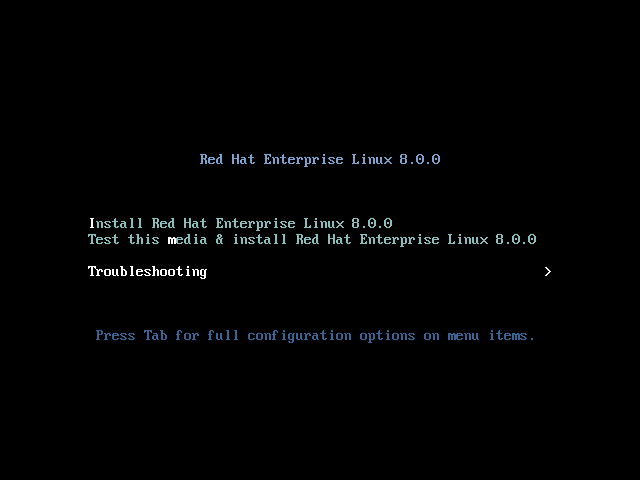 Red Hat Enterprise Linux 8.0.0
Install Red Hat Enterprise Linux 8.0.0
Test this media & install Red Hat Enterprise Linux 8.0.0
Troubleshooting >
Press Tab for full configuration options on menu items.